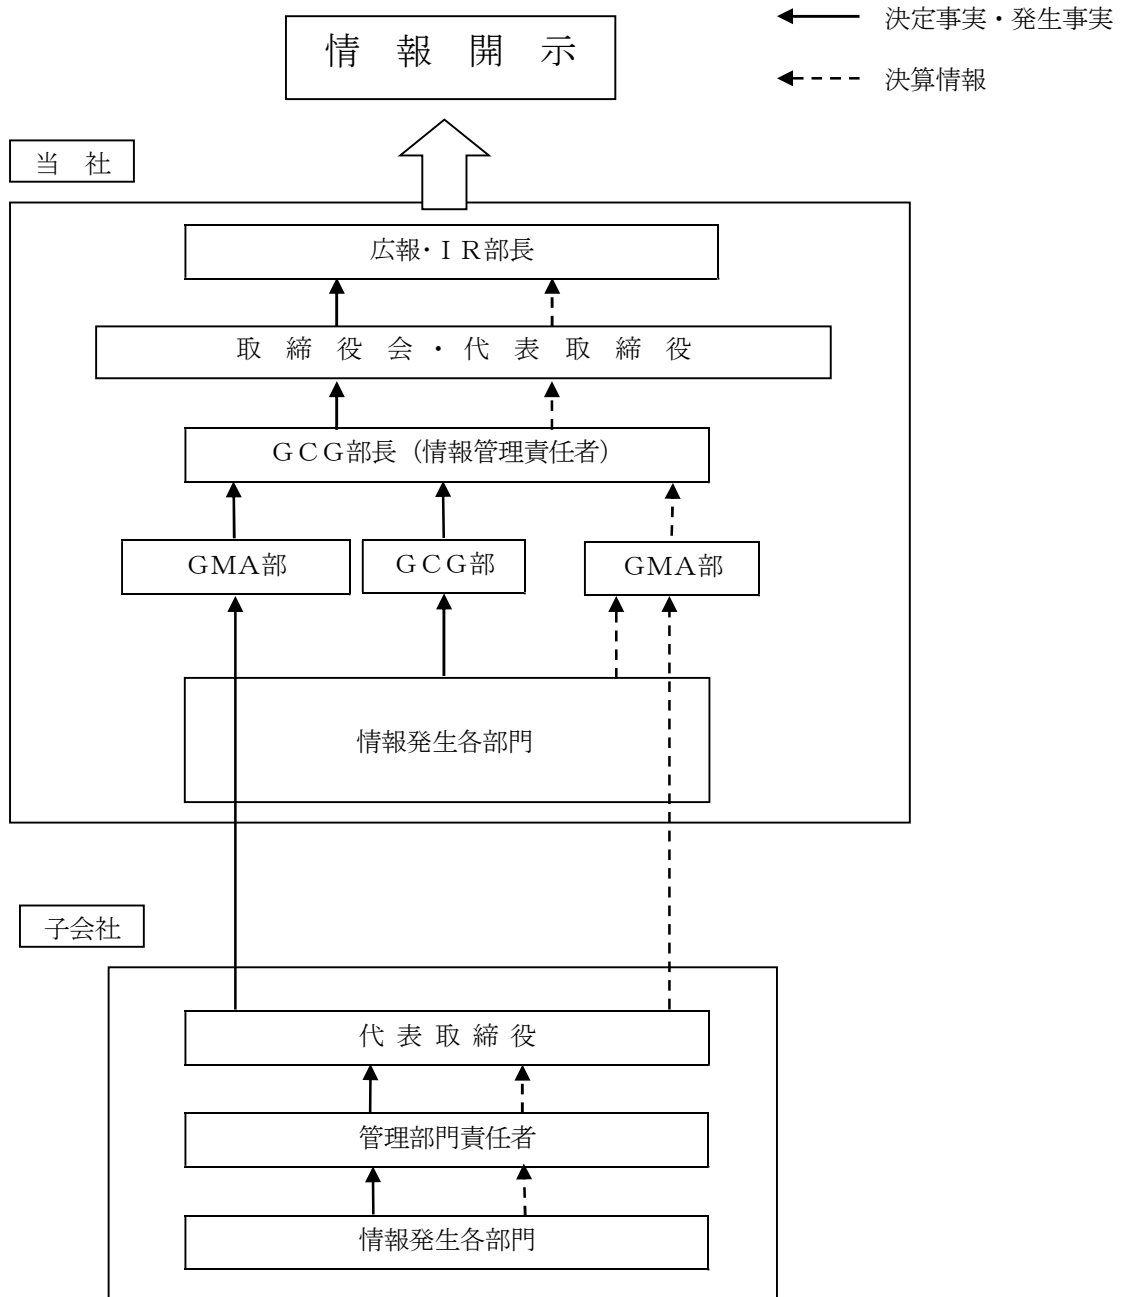 情　報　開　示
決定事実・発生事実
決算情報
当　社
広報・ＩＲ部長
取　締　役　会　・　代　表　取　締　役
ＧＣＧ部長（情報管理責任者）
ＧＭＡ部
ＧＣＧ部
ＧＭＡ部
情報発生各部門
子会社
代 表 取 締 役
管理部門責任者
情報発生各部門